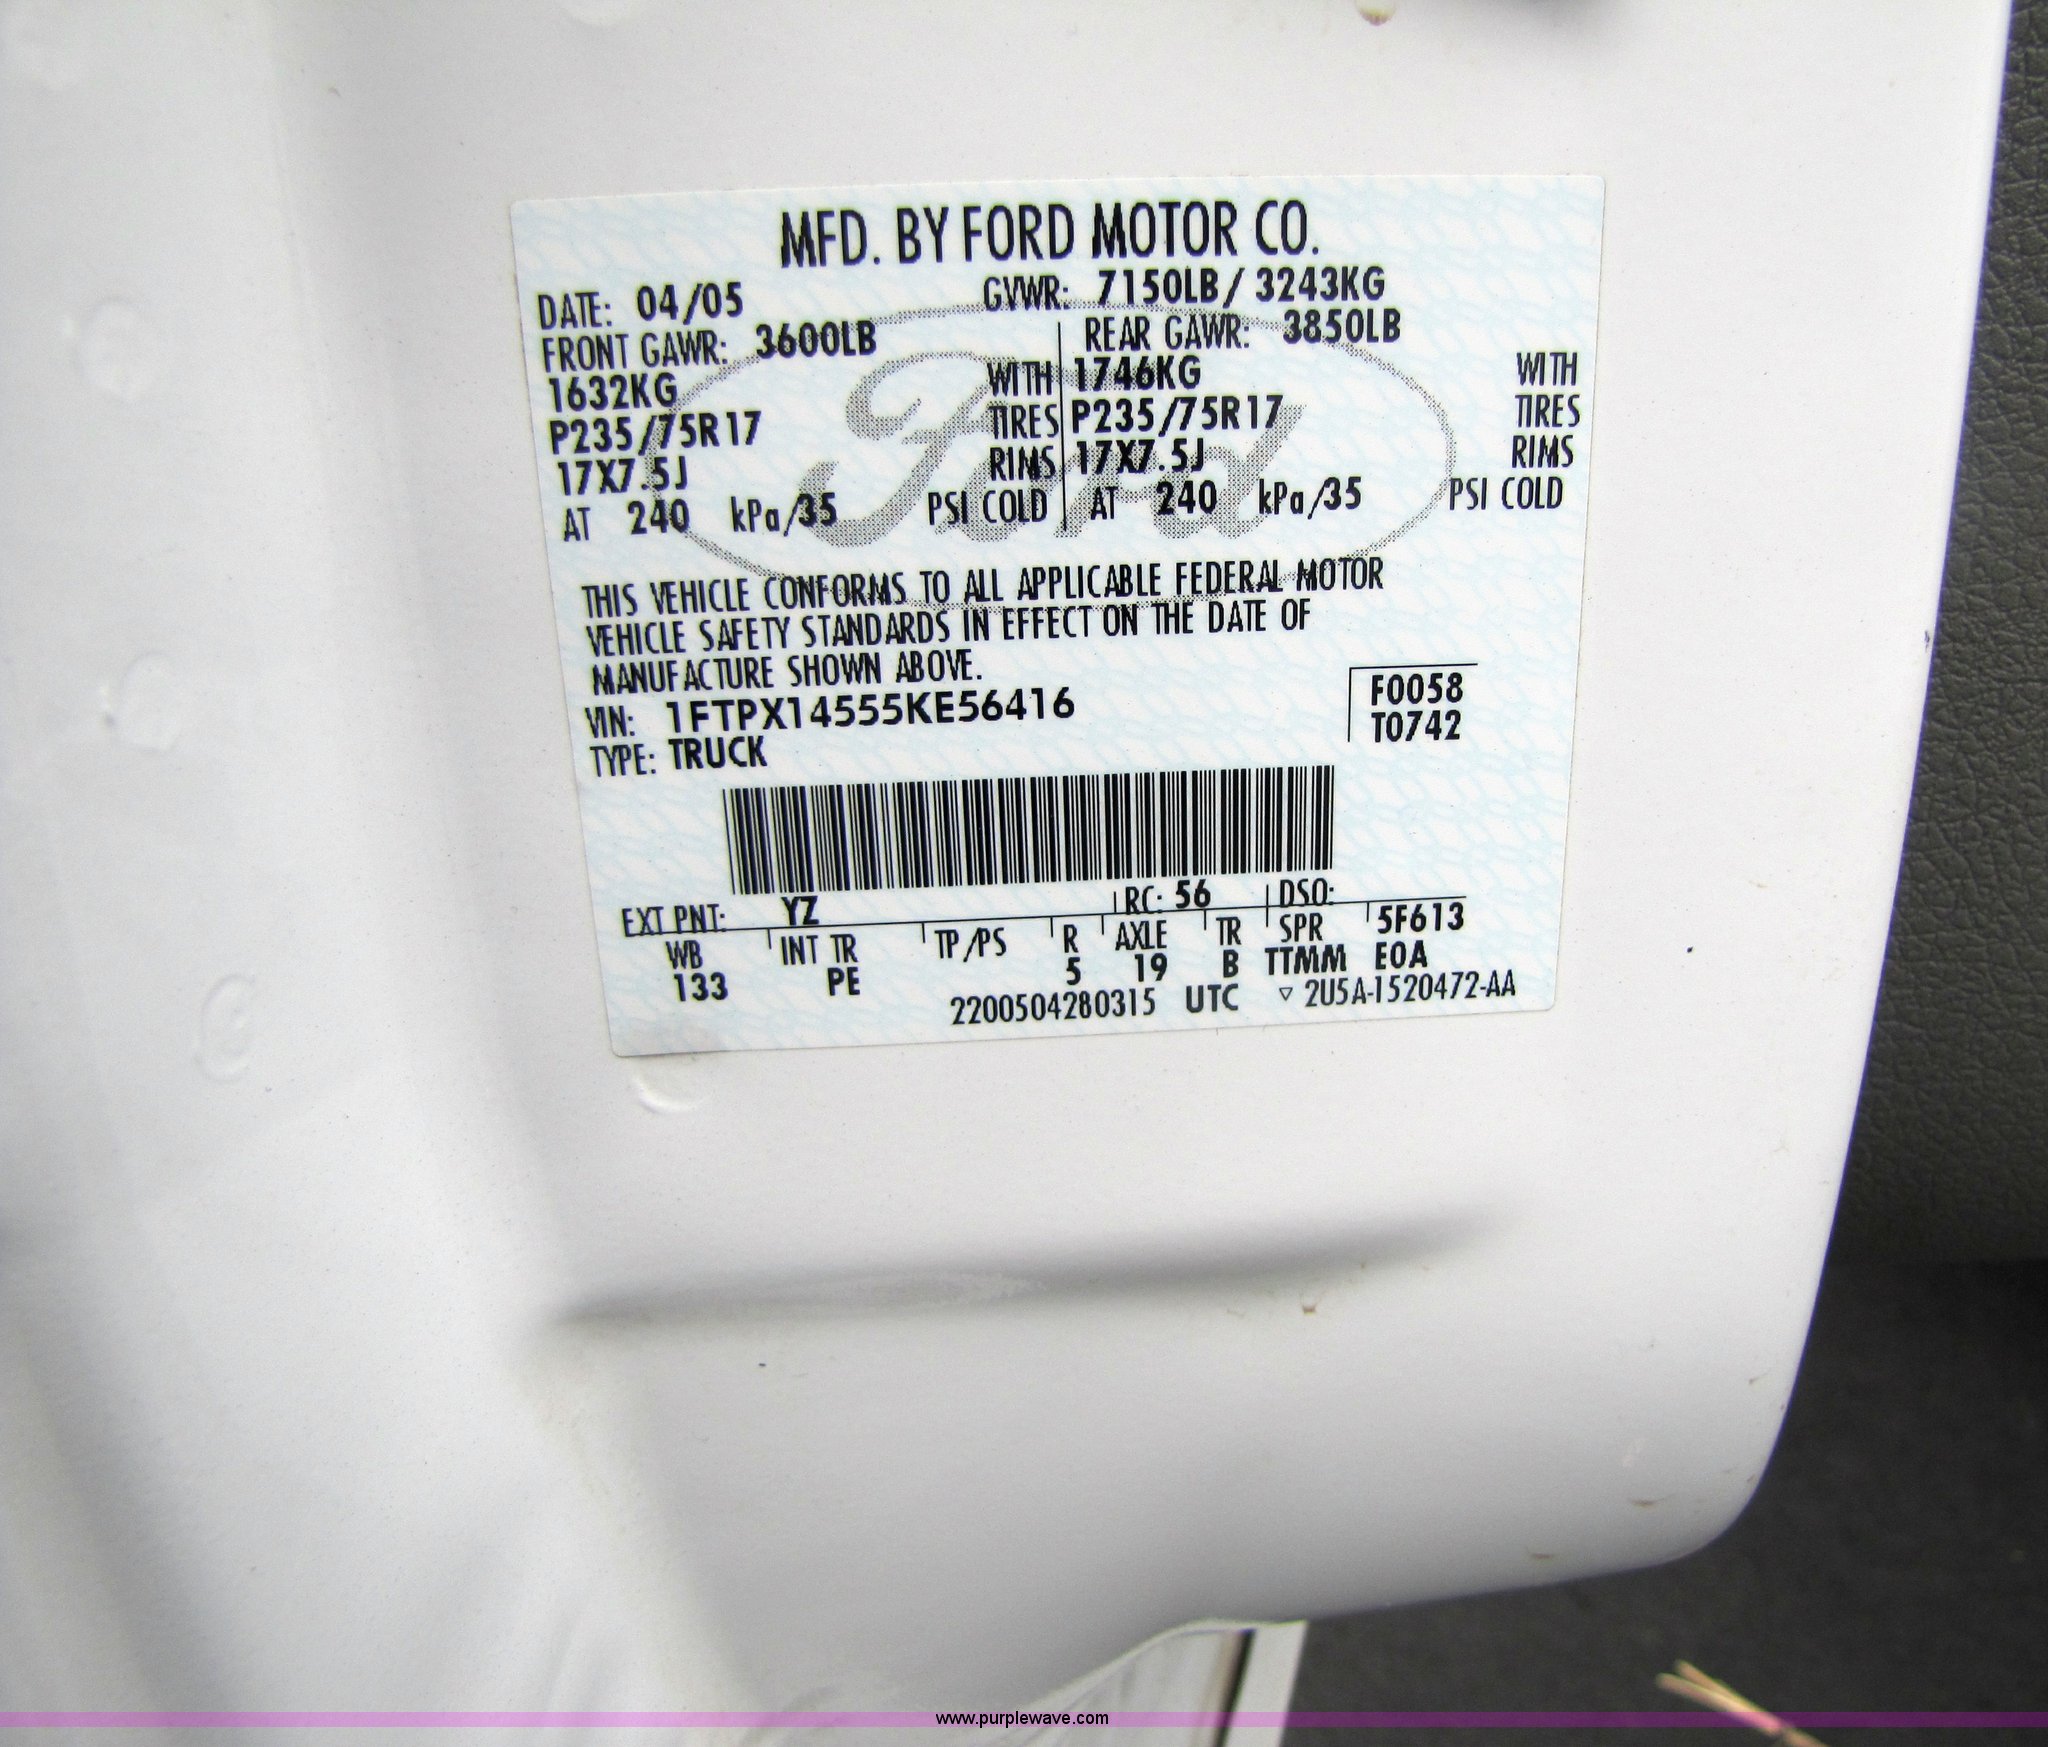 MFD. BY FORD MOTOR CO.
DATE: 04/05 GVWR: 7150LB / 3243KG
FRONT GAWR: 3600LB REAR GAWR: 3850LB
1632KG WITH 1746KG WITH
P235/75R17 TIRES P235/75R17 TIRES
17X7.5J RIMS 17X7.5J RIMS
AT 240 kPa/35 PSI COLD AT 240 kPa/35 PSI COLD
Ford
THIS VEHICLE CONFORMS TO ALL APPLICABLE FEDERAL MOTOR
VEHICLE SAFETY STANDARDS IN EFFECT ON THE DATE OF
MANUFACTURE SHOWN ABOVE.
VIN: 1FTPX14555KE56416 F0058
TYPE: TRUCK T0742
EXT PNT: YZ RC: 56 DSO:
WB INT TR TP/PS R AXLE TR SPR 5F613
133 PE 5 19 B TTMM EOA
2200504280315 UTC ▽ 2U5A-1520472-AA
www.purplewave.com